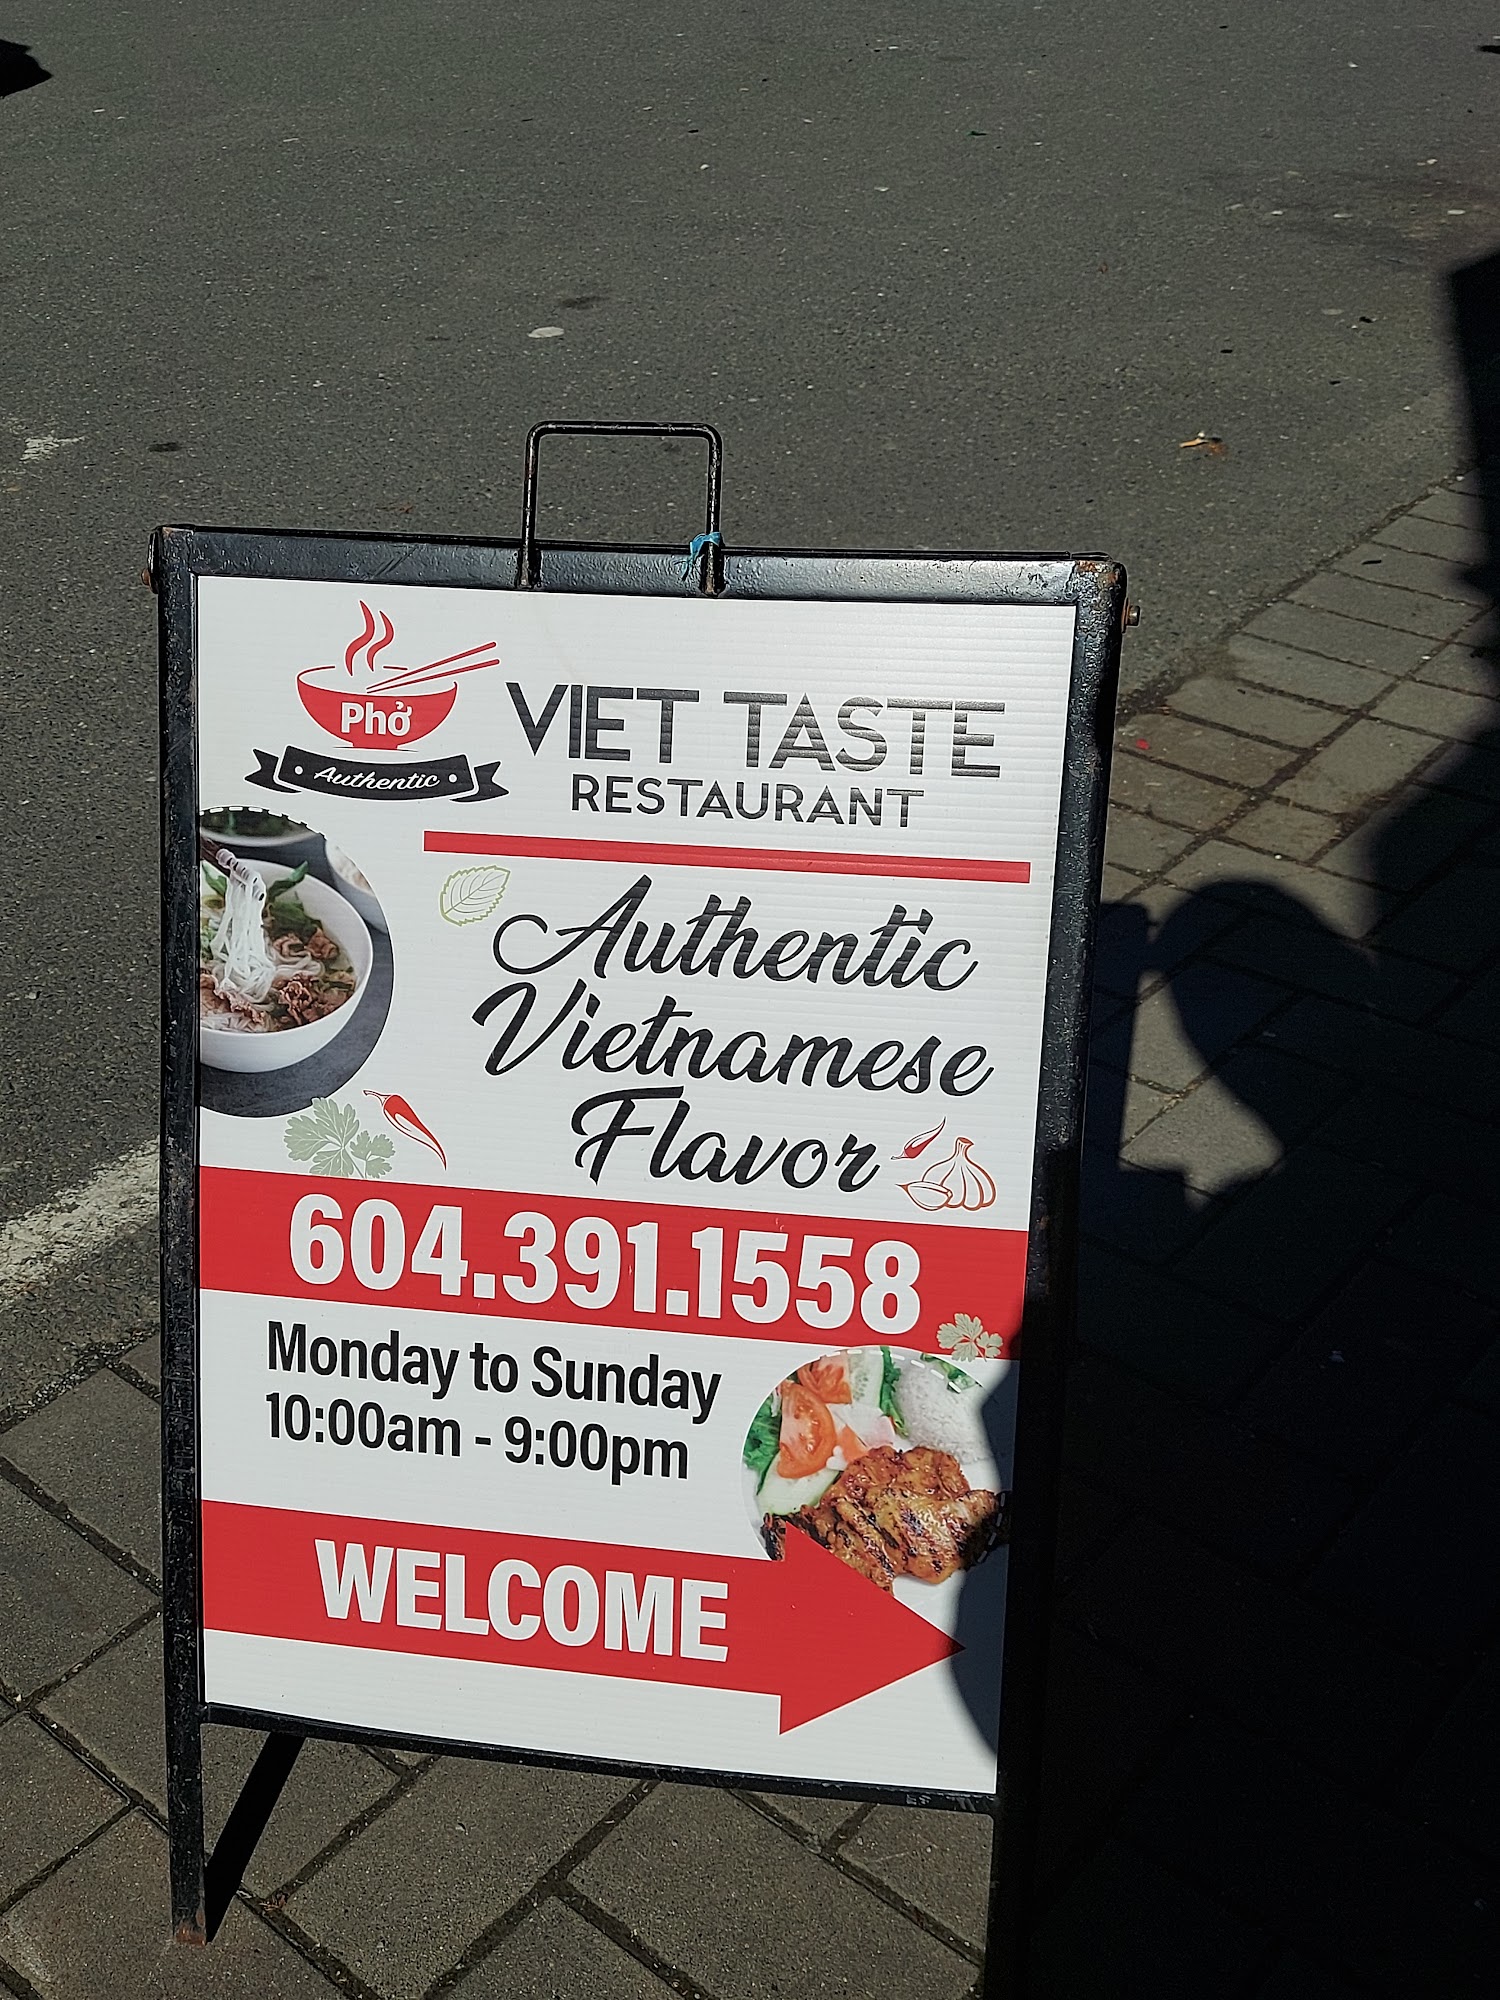 Phở
Authentic
VIET TASTE
RESTAURANT
Authentic
Vietnamese
Flavor
604.391.1558
Monday to Sunday
10:00am - 9:00pm
WELCOME